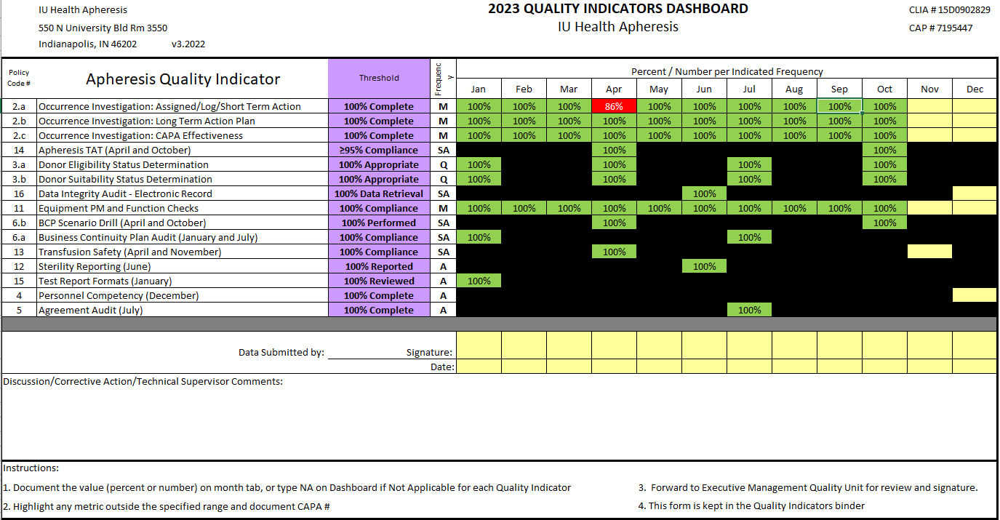 IU Health Apheresis
2023 QUALITY INDICATORS DASHBOARD
CLIA # 15D0902829
550 N University Bld Rm 3550
IU Health Apheresis
CAP # 7195447
Indianapolis, IN 46202 v3.2022
Policy Code # Apheresis Quality Indicator Threshold Frequency Percent / Number per Indicated Frequency
Jan Feb Mar Apr May Jun Jul Aug Sep Oct Nov Dec
2.a Occurrence Investigation: Assigned/Log/Short Term Action 100% Complete M 100% 100% 100% 86% 100% 100% 100% 100% 100% 100%
2.b Occurrence Investigation: Long Term Action Plan 100% Complete M 100% 100% 100% 100% 100% 100% 100% 100% 100% 100%
2.c Occurrence Investigation: CAPA Effectiveness 100% Complete M 100% 100% 100% 100% 100% 100% 100% 100% 100% 100%
14 Apheresis TAT (April and October) ≥95% Compliance SA 100% 100%
3.a Donor Eligibility Status Determination 100% Appropriate Q 100% 100% 100% 100%
3.b Donor Suitability Status Determination 100% Appropriate Q 100% 100% 100% 100%
16 Data Integrity Audit - Electronic Record 100% Data Retrieval SA 100%
11 Equipment PM and Function Checks 100% Compliance M 100% 100% 100% 100% 100% 100% 100% 100% 100% 100%
6.b BCP Scenario Drill (April and October) 100% Performed SA 100% 100%
6.a Business Continuity Plan Audit (January and July) 100% Compliance SA 100% 100%
13 Transfusion Safety (April and November) 100% Compliance SA 100%
12 Sterility Reporting (June) 100% Reported A 100%
15 Test Report Formats (January) 100% Reviewed A 100%
4 Personnel Competency (December) 100% Complete A
5 Agreement Audit (July) 100% Complete A 100%
Data Submitted by: Signature:
Date:
Discussion/Corrective Action/Technical Supervisor Comments:
Instructions:
1. Document the value (percent or number) on month tab, or type NA on Dashboard if Not Applicable for each Quality Indicator
2. Highlight any metric outside the specified range and document CAPA #
3. Forward to Executive Management Quality Unit for review and signature.
4. This form is kept in the Quality Indicators binder